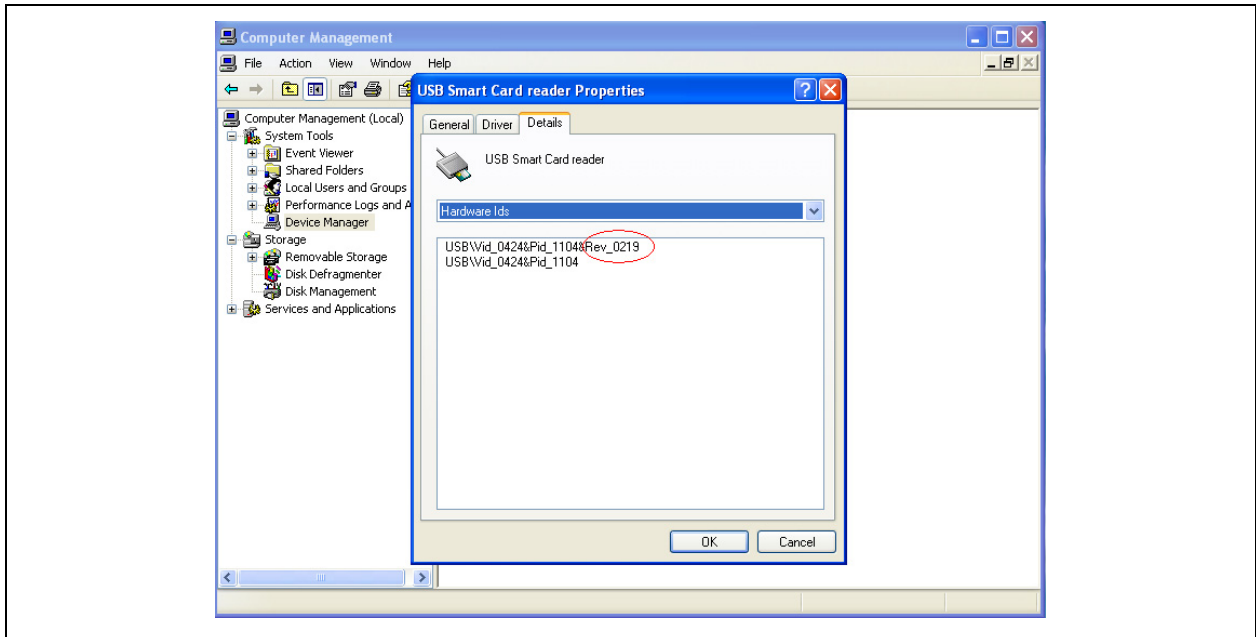 Computer Management
File Action View Window Help
USB Smart Card reader Properties
Computer Management (Local)
System Tools
Event Viewer
Shared Folders
Local Users and Groups
Performance Logs and A
Device Manager
Storage
Removable Storage
Disk Defragmenter
Disk Management
Services and Applications
General Driver Details
USB Smart Card reader
Hardware Ids
USB\Vid_0424&Pid_1104&Rev_0219
USB\Vid_0424&Pid_1104
OK Cancel